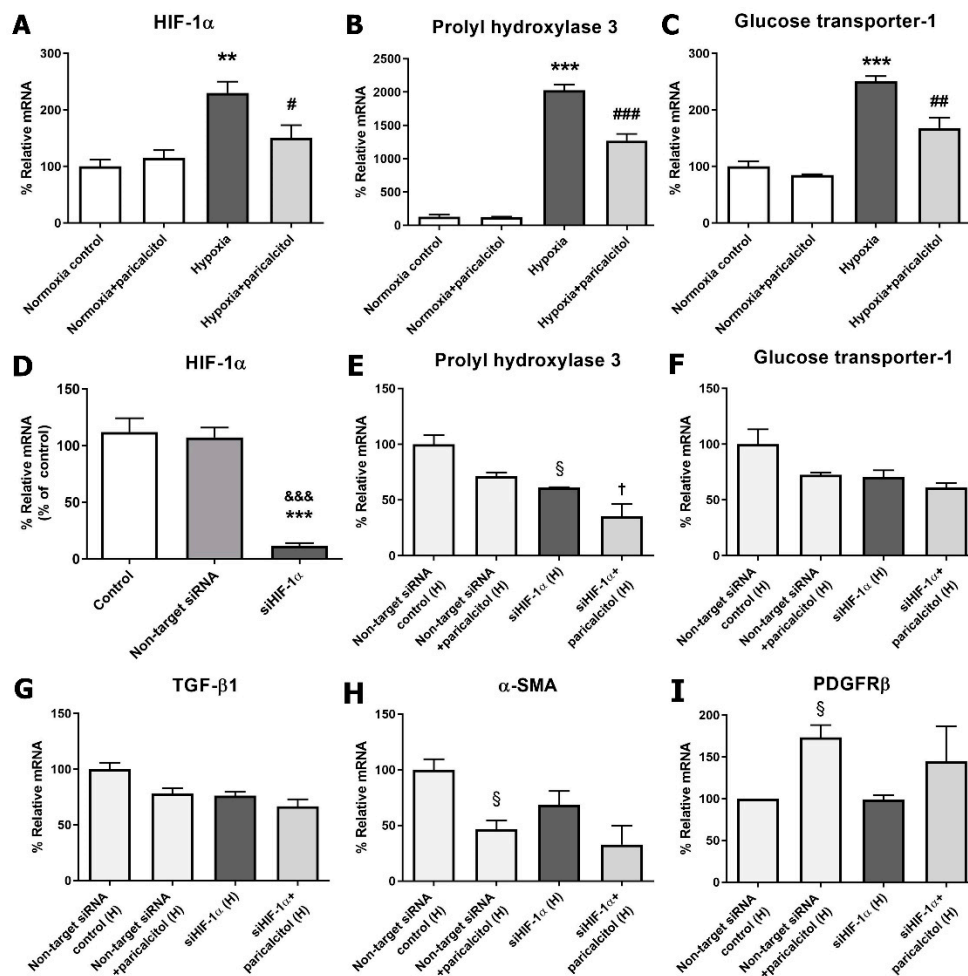 A
HIF-1α
% Relative mRNA
300
200
100
0
**
#
Normoxia control
Normoxia+paricalcitol
Hypoxia
Hypoxia+paricalcitol
B
Prolyl hydroxylase 3
% Relative mRNA
2500
2000
1500
1000
500
0
***
###
Normoxia control
Normoxia+paricalcitol
Hypoxia
Hypoxia+paricalcitol
C
Glucose transporter-1
% Relative mRNA
300
200
100
0
***
##
Normoxia control
Normoxia+paricalcitol
Hypoxia
Hypoxia+paricalcitol
D
HIF-1α
% Relative mRNA
(% of control)
150
100
50
0
&&&
***
Control
Non-target siRNA
siHIF-1α
E
Prolyl hydroxylase 3
% Relative mRNA
150
100
50
0
§
†
Non-target siRNA
control (H)
Non-target siRNA
+paricalcitol (H)
siHIF-1α (H)
siHIF-1α+
paricalcitol (H)
F
Glucose transporter-1
% Relative mRNA
150
100
50
0
Non-target siRNA
control (H)
Non-target siRNA
+paricalcitol (H)
siHIF-1α (H)
siHIF-1α+
paricalcitol (H)
G
TGF-β1
% Relative mRNA
150
100
50
0
Non-target siRNA
control (H)
Non-target siRNA
+paricalcitol (H)
siHIF-1α (H)
siHIF-1α+
paricalcitol (H)
H
α-SMA
% Relative mRNA
150
100
50
0
§
Non-target siRNA
control (H)
Non-target siRNA
+paricalcitol (H)
siHIF-1α (H)
siHIF-1α+
paricalcitol (H)
I
PDGFRβ
% Relative mRNA
200
150
100
50
0
§
Non-target siRNA
control (H)
Non-target siRNA
+paricalcitol (H)
siHIF-1α (H)
siHIF-1α+
paricalcitol (H)